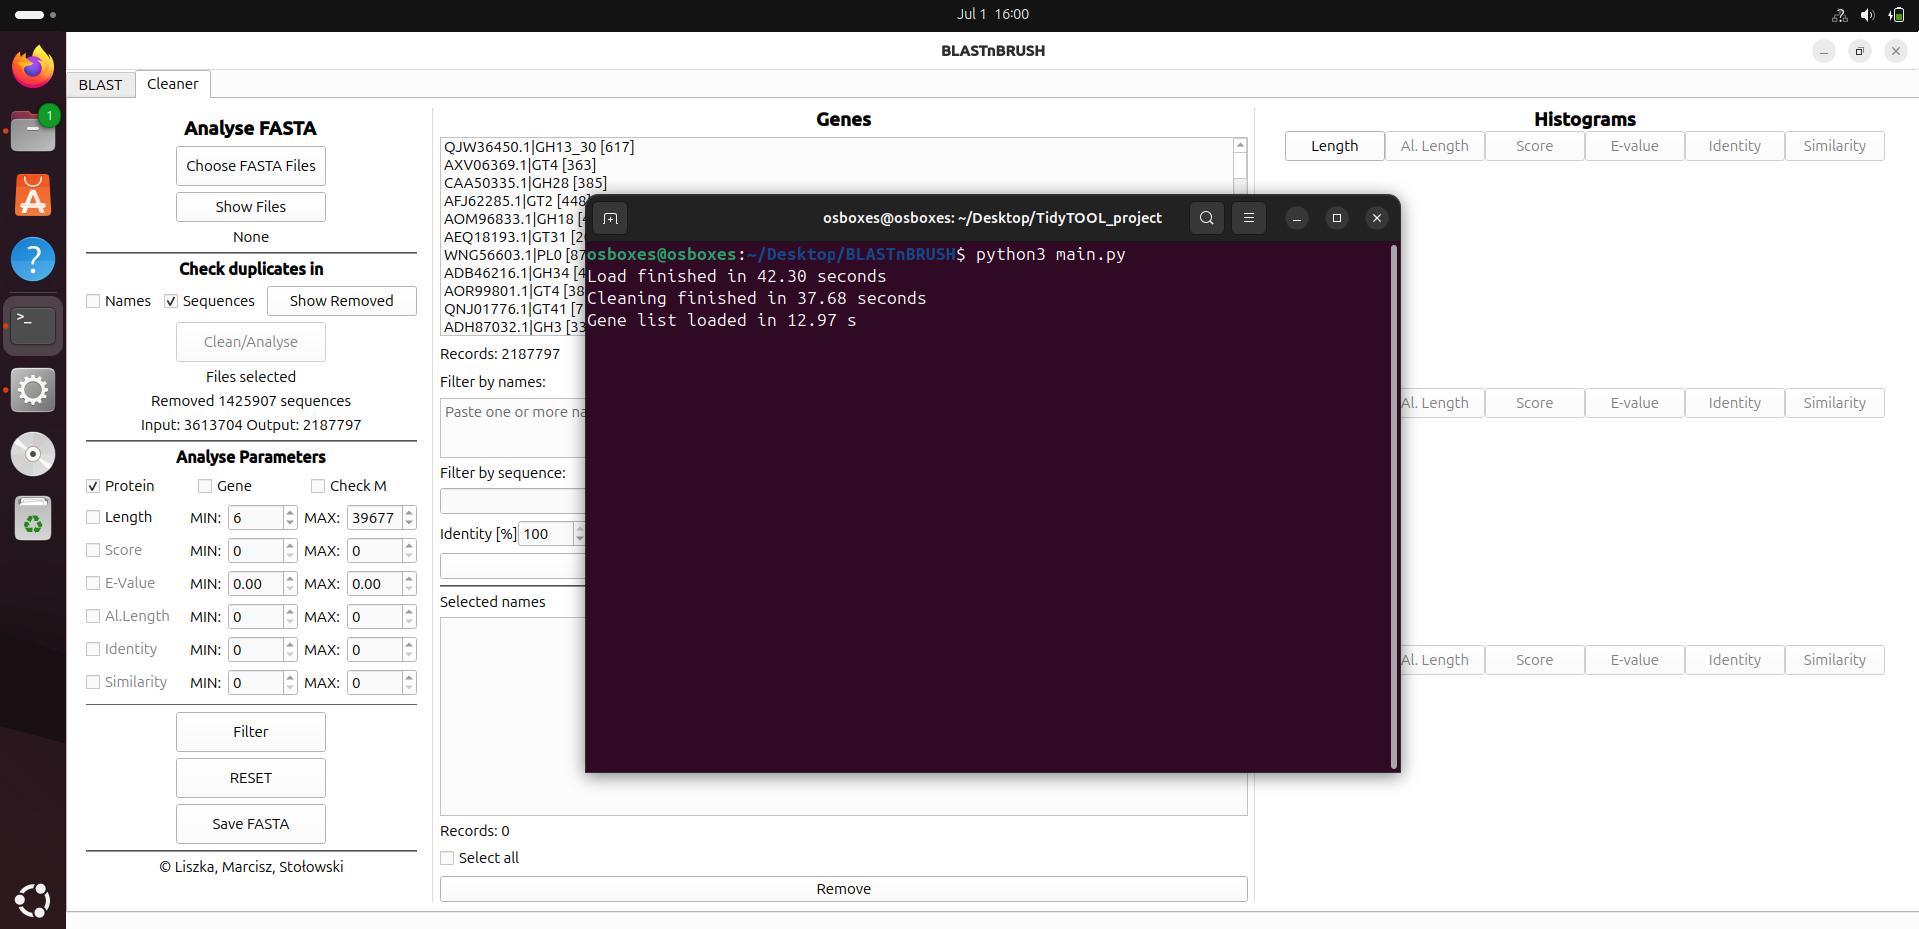 Jul 1 16:00
BLASTnBRUSH
BLAST
Cleaner
1
Analyse FASTA
Choose FASTA Files
Show Files
None
Check duplicates in
Names Sequences Show Removed
Clean/Analyse
Files selected
Removed 1425907 sequences
Input: 3613704 Output: 2187797
Analyse Parameters
Protein Gene Check M
Length MIN: 6 MAX: 39677
Score MIN: 0 MAX: 0
E-Value MIN: 0.00 MAX: 0.00
Al.Length MIN: 0 MAX: 0
Identity MIN: 0 MAX: 0
Similarity MIN: 0 MAX: 0
Filter
RESET
Save FASTA
© Liszka, Marcisz, Stołowski
Genes
QJW36450.1|GH13_30 [617]
AXV06369.1|GT4 [363]
CAA50335.1|GH28 [385]
AFJ62285.1|GT2 [448]
AOM96833.1|GH18 [
AEQ18193.1|GT31 [2
WNG56603.1|PL0 [87
ADB46216.1|GH34 [4
AOR99801.1|GT4 [38
QNJ01776.1|GT41 [7
ADH87032.1|GH3 [33
Records: 2187797
Filter by names:
Paste one or more na
Filter by sequence:
Identity [%] 100
Selected names
Records: 0
Select all
Remove
osboxes@osboxes: ~/Desktop/TidyTOOL_project
osboxes@osboxes:~/Desktop/BLASTnBRUSH$ python3 main.py
Load finished in 42.30 seconds
Cleaning finished in 37.68 seconds
Gene list loaded in 12.97 s
Histograms
Length Al. Length Score E-value Identity Similarity
Al. Length Score E-value Identity Similarity
Al. Length Score E-value Identity Similarity